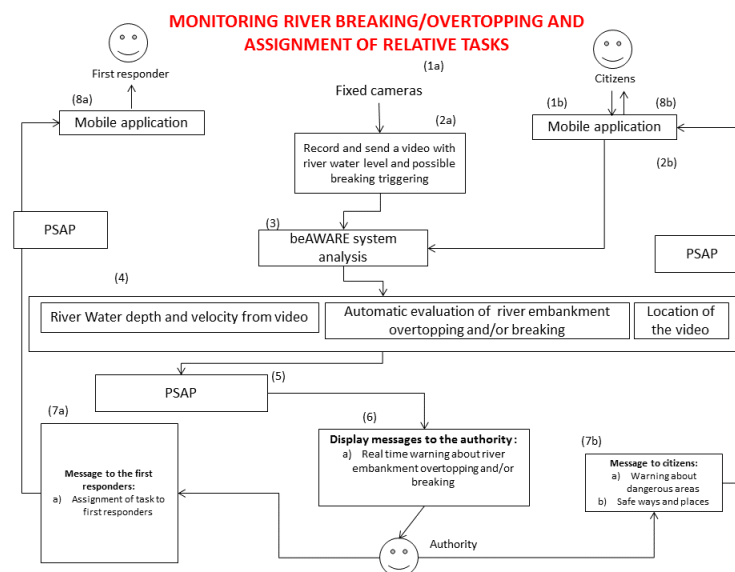 MONITORING RIVER BREAKING/OVERTOPPING AND
ASSIGNMENT OF RELATIVE TASKS
First responder
(1a)
Citizens
Fixed cameras
(8a)
(1b)
(8b)
Mobile application
(2a)
Mobile application
Record and send a video with
river water level and possible
breaking triggering
(2b)
PSAP
(3)
beAWARE system
analysis
PSAP
(4)
River Water depth and velocity from video
Automatic evaluation of river embankment
overtopping and/or breaking
Location of
the video
(5)
PSAP
(7a)
(6)
(7b)
Display messages to the authority :
a) Real time warning about river
embankment overtopping and/or
breaking
Message to the first
responders:
a) Assignment of task to
first responders
Message to citizens:
a) Warning about
dangerous areas
b) Safe ways and places
Authority